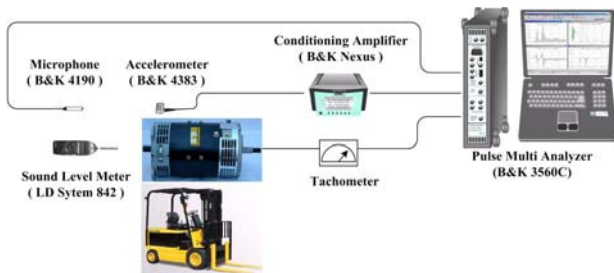 Conditioning Amplifier
( B&K Nexus )
Microphone
(B&K 4190)
Accelerometer
( B&K 4383)
Sound Level Meter
( LD Sytem 842 )
Tachometer
Pulse Multi Analyzer
(B&K 3560C)